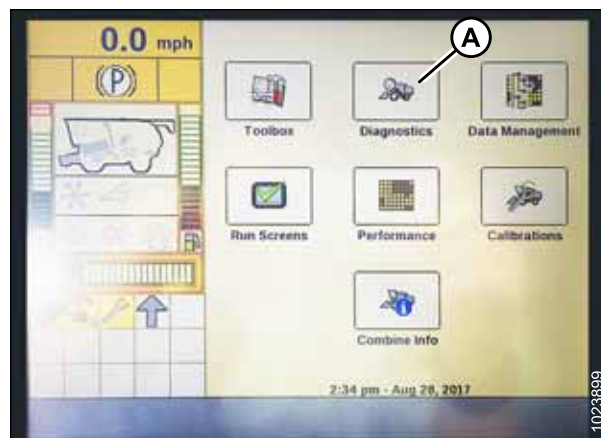 0.0 mph
(P)
A
Toolbox
Diagnostics
Data Management
Run Screens
Performance
Calibrations
Combine Info
2:34 pm - Aug 28, 2017
1023899